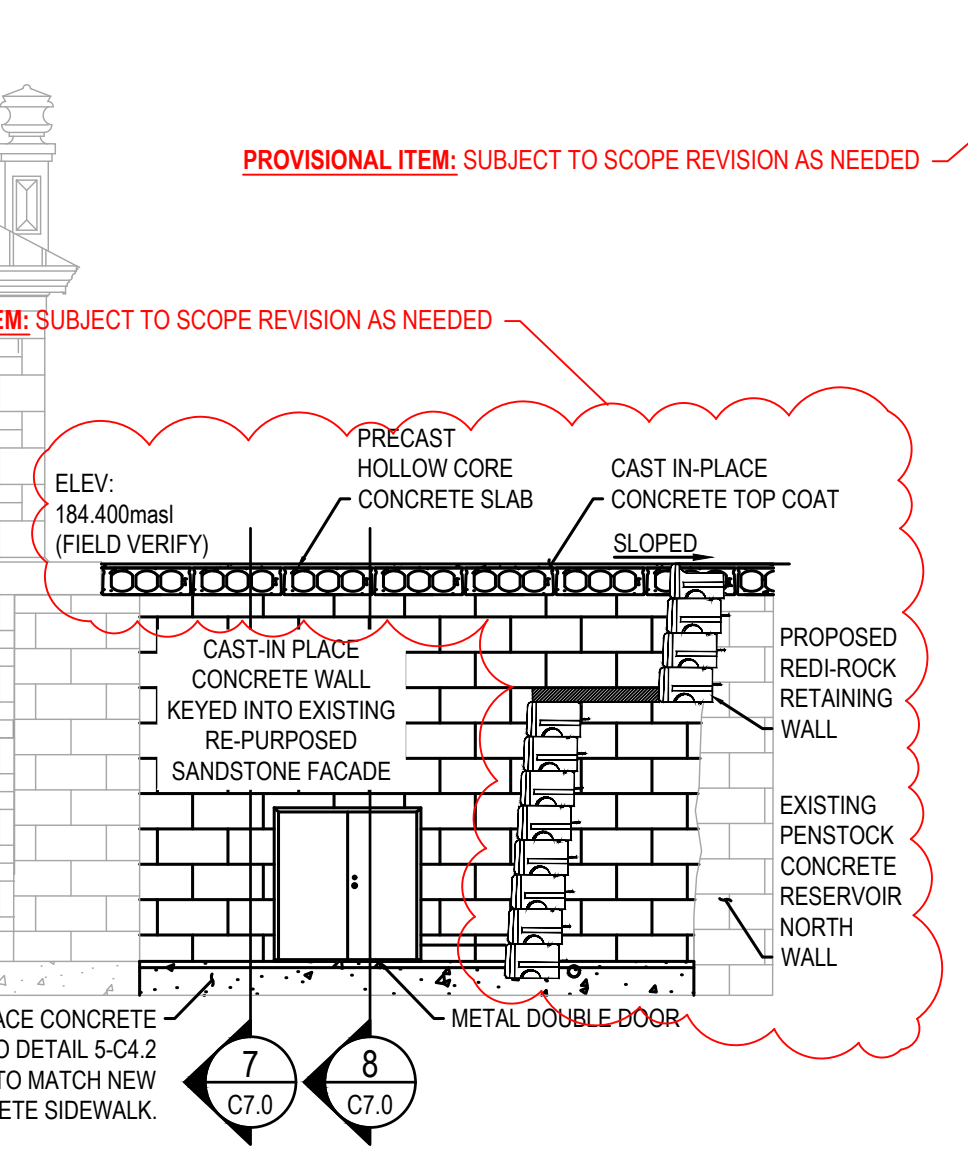 PROVISIONAL ITEM: SUBJECT TO SCOPE REVISION AS NEEDED
EM: SUBJECT TO SCOPE REVISION AS NEEDED
ELEV:
184.400masl
(FIELD VERIFY)
PRECAST
HOLLOW CORE
CONCRETE SLAB
CAST IN-PLACE
CONCRETE TOP COAT
SLOPED
CAST-IN PLACE
CONCRETE WALL
KEYED INTO EXISTING
RE-PURPOSED
SANDSTONE FACADE
PROPOSED
REDI-ROCK
RETAINING
WALL
EXISTING
PENSTOCK
CONCRETE
RESERVOIR
NORTH
WALL
ACE CONCRETE
O DETAIL 5-C4.2
TO MATCH NEW
ETE SIDEWALK.
METAL DOUBLE DOOR
7
C7.0
8
C7.0